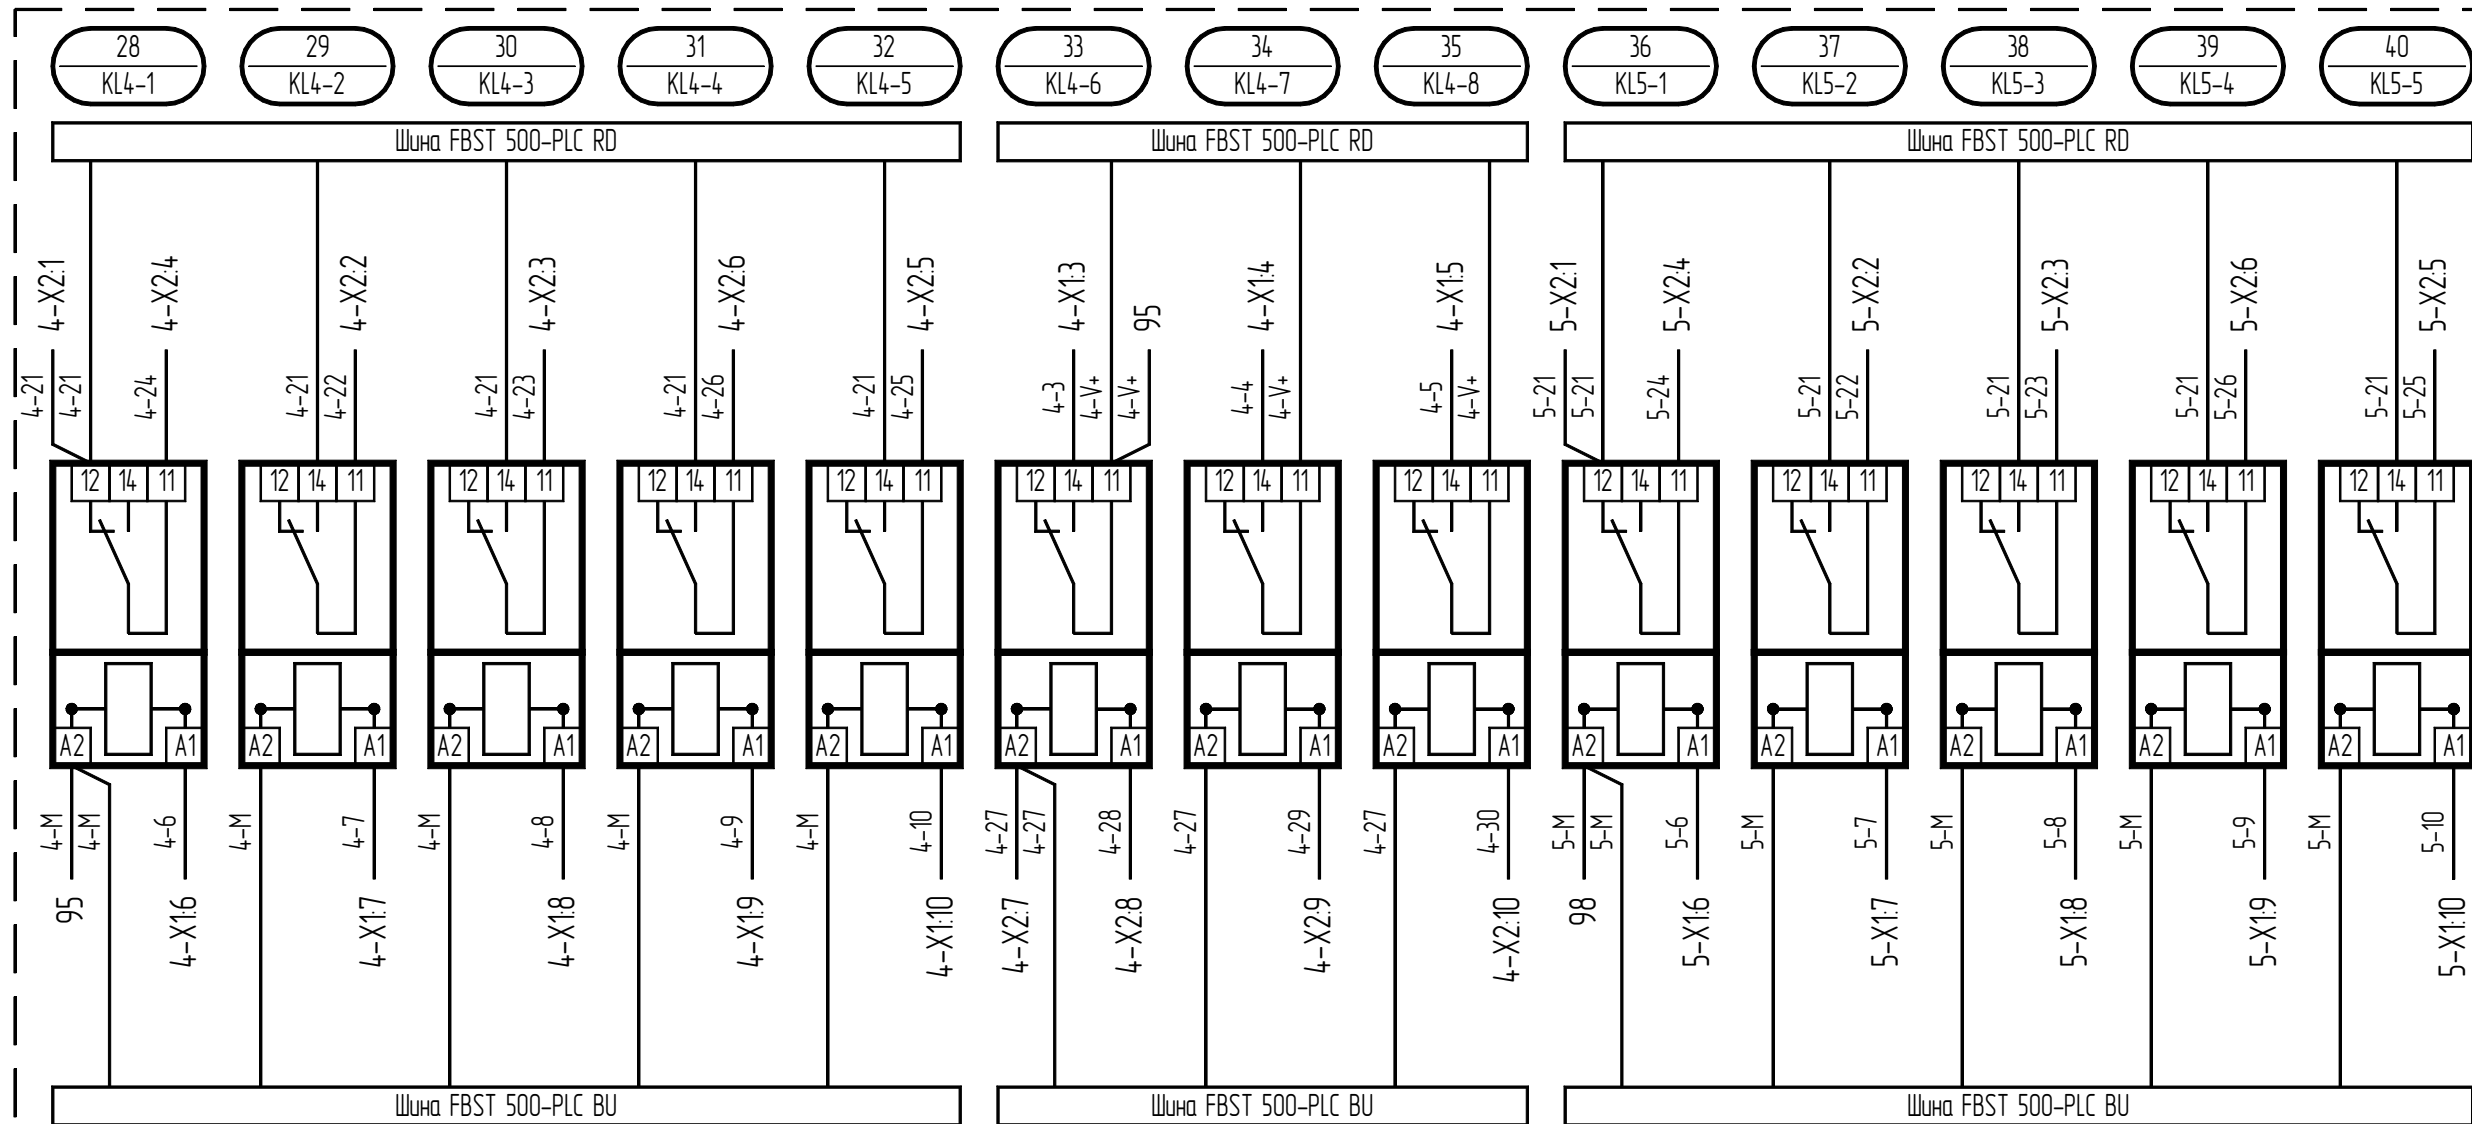 28 29 30 31 32 33 34 35 36 37 38 39 40
KL4-1 KL4-2 KL4-3 KL4-4 KL4-5 KL4-6 KL4-7 KL4-8 KL5-1 KL5-2 KL5-3 KL5-4 KL5-5
Шина FBST 500-PLC RD Шина FBST 500-PLC RD Шина FBST 500-PLC RD
4-X2:1 4-X2:4 4-X2:2 4-X2:3 4-X2:6 4-X2:5 4-X1:3 95 4-X1:4 4-X1:5 5-X2:1 5-X2:4 5-X2:2 5-X2:3 5-X2:6 5-X2:5
4-21 4-21 4-24 4-21 4-22 4-21 4-23 4-21 4-26 4-21 4-25 4-3 4-V+ 4-V+ 4-4 4-V+ 4-5 4-V+ 5-21 5-21 5-24 5-21 5-22 5-21 5-23 5-21 5-26 5-21 5-25
12 14 11 12 14 11 12 14 11 12 14 11 12 14 11 12 14 11 12 14 11 12 14 11 12 14 11 12 14 11 12 14 11 12 14 11 12 14 11
A2 A1 A2 A1 A2 A1 A2 A1 A2 A1 A2 A1 A2 A1 A2 A1 A2 A1 A2 A1 A2 A1 A2 A1 A2 A1
4-M 4-M 4-6 4-M 4-7 4-M 4-8 4-M 4-9 4-M 4-10 4-27 4-27 4-28 4-27 4-29 4-27 4-30 5-M 5-M 5-6 5-M 5-7 5-M 5-8 5-M 5-9 5-M 5-10
95 4-X1:6 4-X1:7 4-X1:8 4-X1:9 4-X1:10 4-X2:7 4-X2:8 4-X2:9 4-X2:10 98 5-X1:6 5-X1:7 5-X1:8 5-X1:9 5-X1:10
Шина FBST 500-PLC BU Шина FBST 500-PLC BU Шина FBST 500-PLC BU